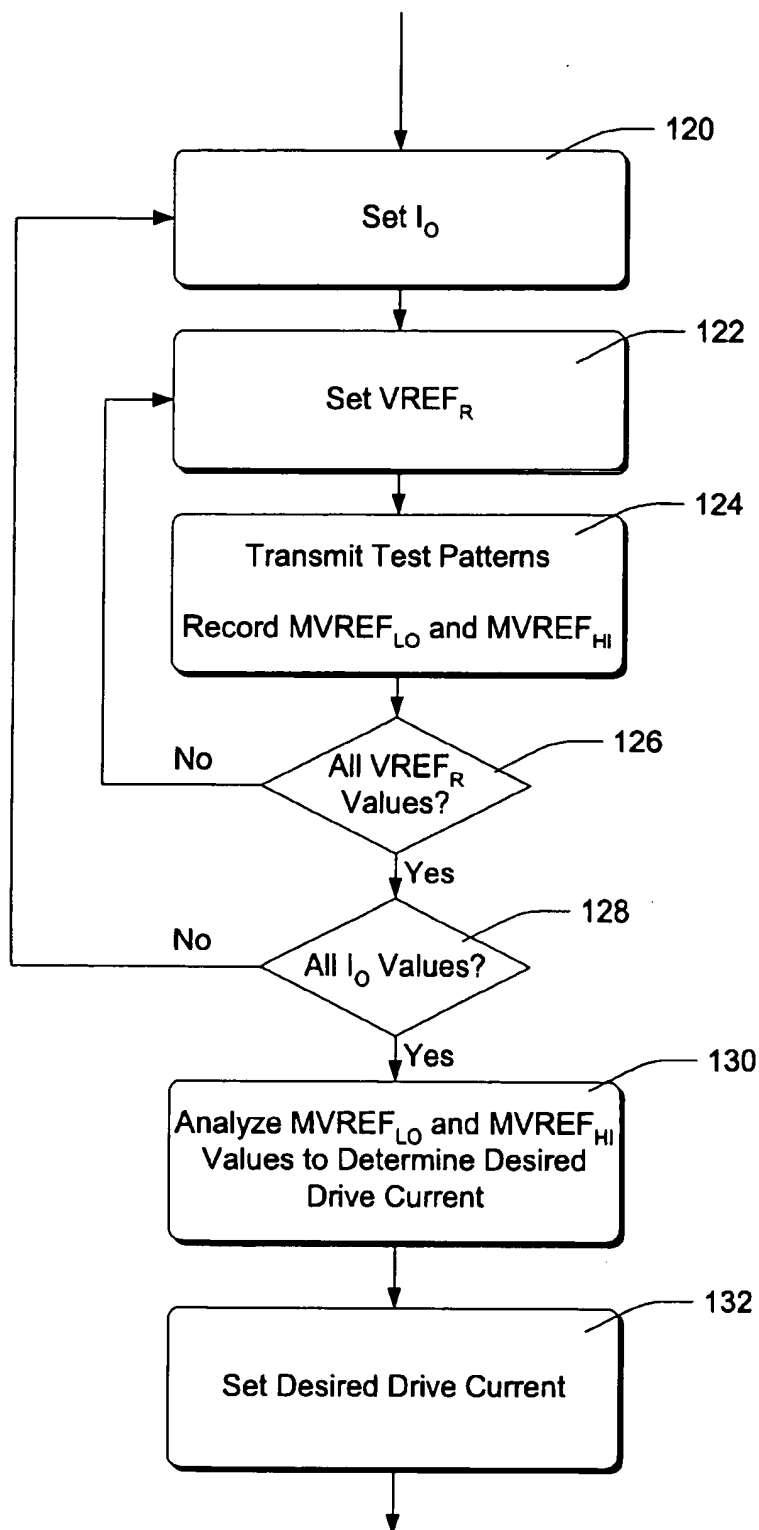 120
Set I_O
122
Set VREF_R
124
Transmit Test Patterns
Record MVREF_LO and MVREF_HI
126
No
All VREF_R
Values?
Yes
128
No
All I_O Values?
Yes
130
Analyze MVREF_LO and MVREF_HI
Values to Determine Desired
Drive Current
132
Set Desired Drive Current